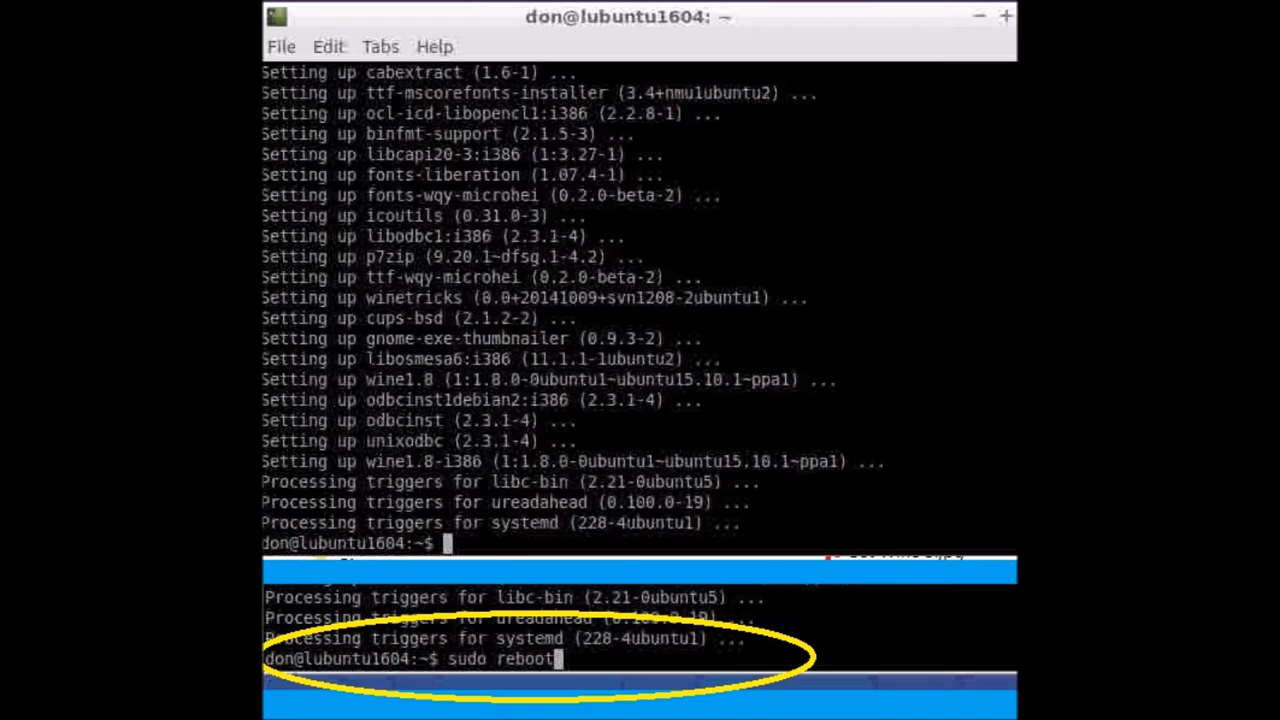 don@lubuntu1604: ~
File Edit Tabs Help
Setting up cabextract (1.6-1) ...
Setting up ttf-mscorefonts-installer (3.4+nmu1ubuntu2) ...
Setting up ocl-icd-libopencl1:i386 (2.2.8-1) ...
Setting up binfmt-support (2.1.5-3) ...
Setting up libcapi20-3:i386 (1:3.27-1) ...
Setting up fonts-liberation (1.07.4-1) ...
Setting up fonts-wqy-microhei (0.2.0-beta-2) ...
Setting up icoutils (0.31.0-3) ...
Setting up libodbc1:i386 (2.3.1-4) ...
Setting up p7zip (9.20.1~dfsg.1-4.2) ...
Setting up ttf-wqy-microhei (0.2.0-beta-2) ...
Setting up winetricks (0.0+20141009+svn1208-2ubuntu1) ...
Setting up cups-bsd (2.1.2-2) ...
Setting up gnome-exe-thumbnailer (0.9.3-2) ...
Setting up libosmesa6:i386 (11.1.1-1ubuntu2) ...
Setting up wine1.8 (1:1.8.0-0ubuntu1~ubuntu15.10.1~ppa1) ...
Setting up odbcinst1debian2:i386 (2.3.1-4) ...
Setting up odbcinst (2.3.1-4) ...
Setting up unixodbc (2.3.1-4) ...
Setting up wine1.8-i386 (1:1.8.0-0ubuntu1~ubuntu15.10.1~ppa1) ...
Processing triggers for libc-bin (2.21-0ubuntu5) ...
Processing triggers for ureadahead (0.100.0-19) ...
Processing triggers for systemd (228-4ubuntu1) ...
don@lubuntu1604:~$
Processing triggers for libc-bin (2.21-0ubuntu5) ...
Processing triggers for ureadahead (0.100.0-19) ...
Processing triggers for systemd (228-4ubuntu1) ...
don@lubuntu1604:~$ sudo reboot